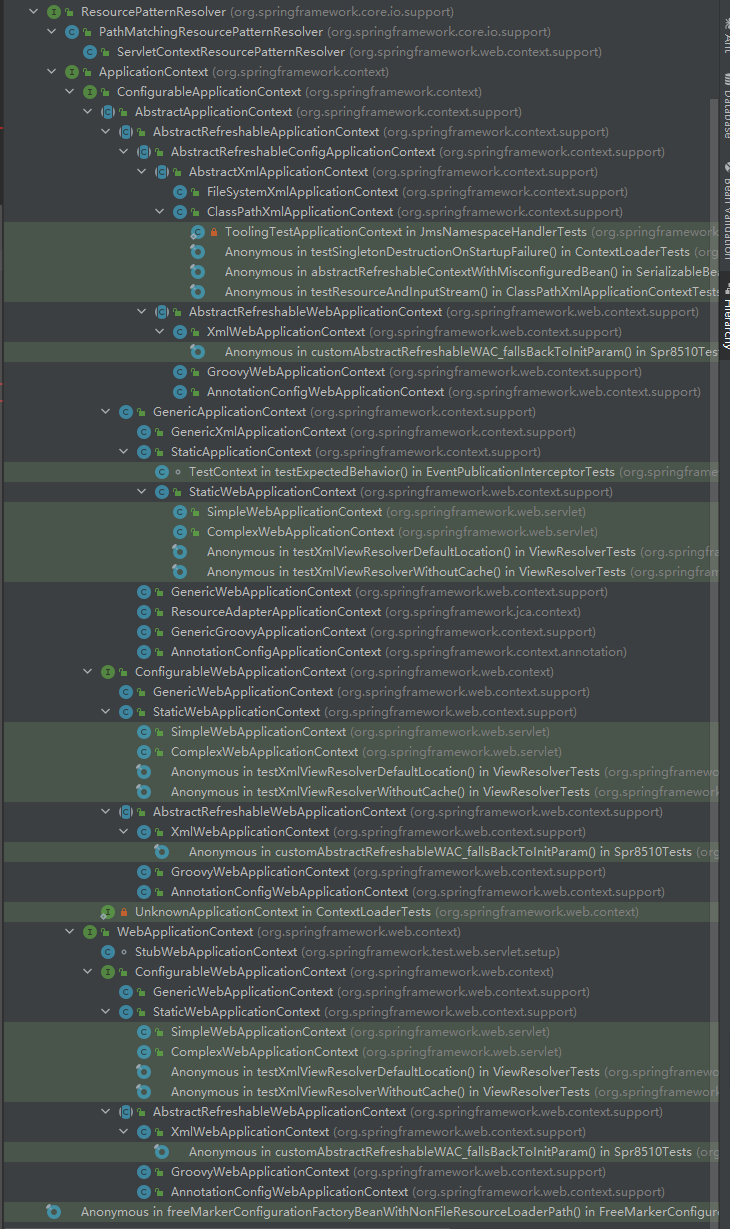 ResourcePatternResolver (org.springframework.core.io.support)
PathMatchingResourcePatternResolver (org.springframework.core.io.support)
ServletContextResourcePatternResolver (org.springframework.web.context.support)
ApplicationContext (org.springframework.context)
ConfigurableApplicationContext (org.springframework.context)
AbstractApplicationContext (org.springframework.context.support)
AbstractRefreshableApplicationContext (org.springframework.context.support)
AbstractRefreshableConfigApplicationContext (org.springframework.context.support)
AbstractXmlApplicationContext (org.springframework.context.support)
FileSystemXmlApplicationContext (org.springframework.context.support)
ClassPathXmlApplicationContext (org.springframework.context.support)
ToolingTestApplicationContext in JmsNamespaceHandlerTests (org.springframework
Anonymous in testSingletonDestructionOnStartupFailure() in ContextLoaderTests (org.sp
Anonymous in abstractRefreshableContextWithMisconfiguredBean() in SerializableBe
Anonymous in testResourceAndInputStream() in ClassPathXmlApplicationContextTests
AbstractRefreshableWebApplicationContext (org.springframework.web.context.support)
XmlWebApplicationContext (org.springframework.web.context.support)
Anonymous in customAbstractRefreshableWAC_fallsBackToInitParam() in Spr8510Tes
GroovyWebApplicationContext (org.springframework.web.context.support)
AnnotationConfigWebApplicationContext (org.springframework.web.context.support)
GenericApplicationContext (org.springframework.context.support)
GenericXmlApplicationContext (org.springframework.context.support)
StaticApplicationContext (org.springframework.context.support)
TestContext in testExpectedBehavior() in EventPublicationInterceptorTests (org.springframe
StaticWebApplicationContext (org.springframework.web.context.support)
SimpleWebApplicationContext (org.springframework.web.servlet)
ComplexWebApplicationContext (org.springframework.web.servlet)
Anonymous in testXmlViewResolverDefaultLocation() in ViewResolverTests (org.springfr
Anonymous in testXmlViewResolverWithoutCache() in ViewResolverTests (org.springfram
GenericWebApplicationContext (org.springframework.web.context.support)
ResourceAdapterApplicationContext (org.springframework.jca.context)
GenericGroovyApplicationContext (org.springframework.context.support)
AnnotationConfigApplicationContext (org.springframework.context.annotation)
ConfigurableWebApplicationContext (org.springframework.web.context)
GenericWebApplicationContext (org.springframework.web.context.support)
StaticWebApplicationContext (org.springframework.web.context.support)
SimpleWebApplicationContext (org.springframework.web.servlet)
ComplexWebApplicationContext (org.springframework.web.servlet)
Anonymous in testXmlViewResolverDefaultLocation() in ViewResolverTests (org.springframewo
Anonymous in testXmlViewResolverWithoutCache() in ViewResolverTests (org.springframework
AbstractRefreshableWebApplicationContext (org.springframework.web.context.support)
XmlWebApplicationContext (org.springframework.web.context.support)
Anonymous in customAbstractRefreshableWAC_fallsBackToInitParam() in Spr8510Tests (org
GroovyWebApplicationContext (org.springframework.web.context.support)
AnnotationConfigWebApplicationContext (org.springframework.web.context.support)
UnknownApplicationContext in ContextLoaderTests (org.springframework.web.context)
WebApplicationContext (org.springframework.web.context)
StubWebApplicationContext (org.springframework.test.web.servlet.setup)
ConfigurableWebApplicationContext (org.springframework.web.context)
GenericWebApplicationContext (org.springframework.web.context.support)
StaticWebApplicationContext (org.springframework.web.context.support)
SimpleWebApplicationContext (org.springframework.web.servlet)
ComplexWebApplicationContext (org.springframework.web.servlet)
Anonymous in testXmlViewResolverDefaultLocation() in ViewResolverTests (org.springframewo
Anonymous in testXmlViewResolverWithoutCache() in ViewResolverTests (org.springframework
AbstractRefreshableWebApplicationContext (org.springframework.web.context.support)
XmlWebApplicationContext (org.springframework.web.context.support)
Anonymous in customAbstractRefreshableWAC_fallsBackToInitParam() in Spr8510Tests (org
GroovyWebApplicationContext (org.springframework.web.context.support)
AnnotationConfigWebApplicationContext (org.springframework.web.context.support)
Anonymous in freeMarkerConfigurationFactoryBeanWithNonFileResourceLoaderPath() in FreeMarkerConfigure
Database
Bean Validation
Hierarchy